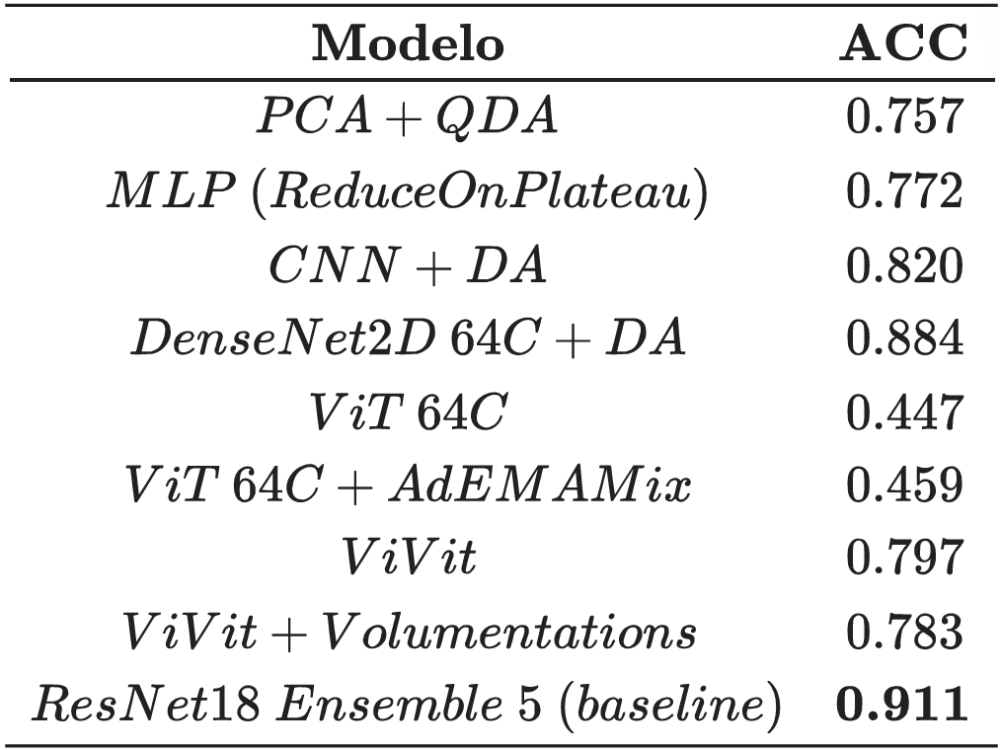 Modelo ACC
PCA + QDA 0.757
MLP (ReduceOnPlateau) 0.772
CNN + DA 0.820
DenseNet2D 64C + DA 0.884
ViT 64C 0.447
ViT 64C + AdEMAMix 0.459
ViVit 0.797
ViVit + Volumentations 0.783
ResNet18 Ensemble 5 (baseline) 0.911